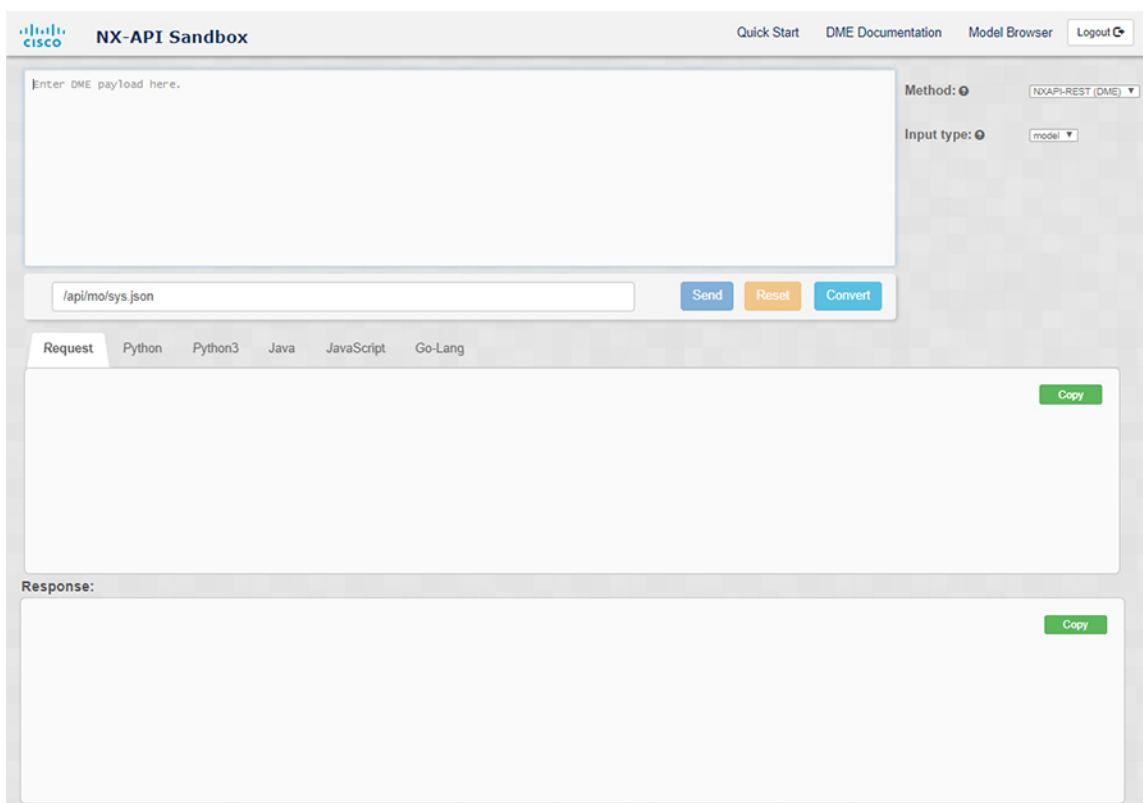 CISCO NX-API Sandbox Quick Start DME Documentation Model Browser Logout
Enter DME payload here.
Method: NXAPI-REST (DME)
Input type: model
/api/mo/sys.json Send Reset Convert
Request Python Python3 Java JavaScript Go-Lang
Copy
Response:
Copy